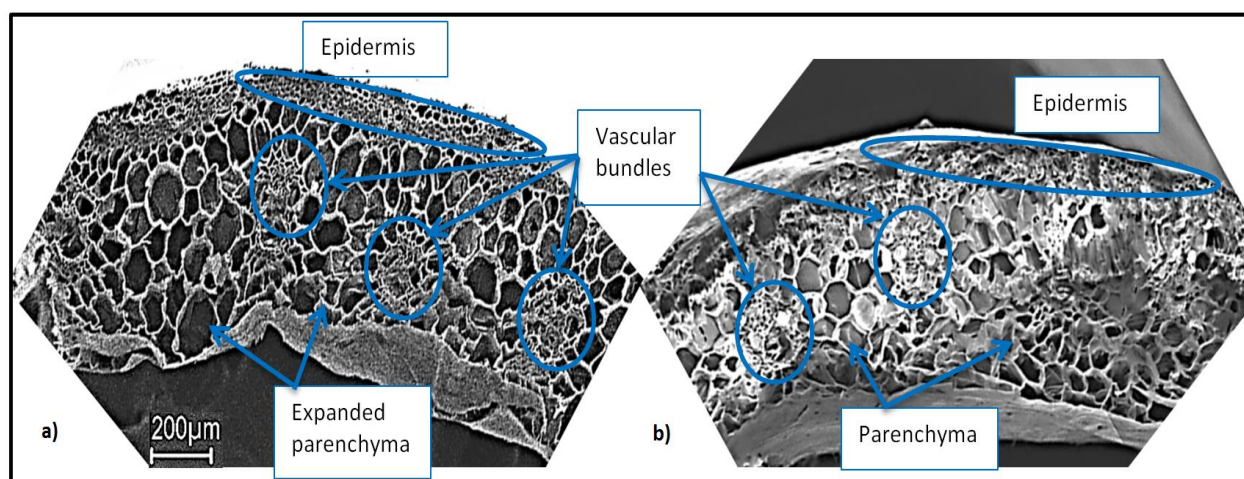 Epidermis
Vascular
bundles
Epidermis
Expanded
parenchyma
Parenchyma
a)
200µm
b)